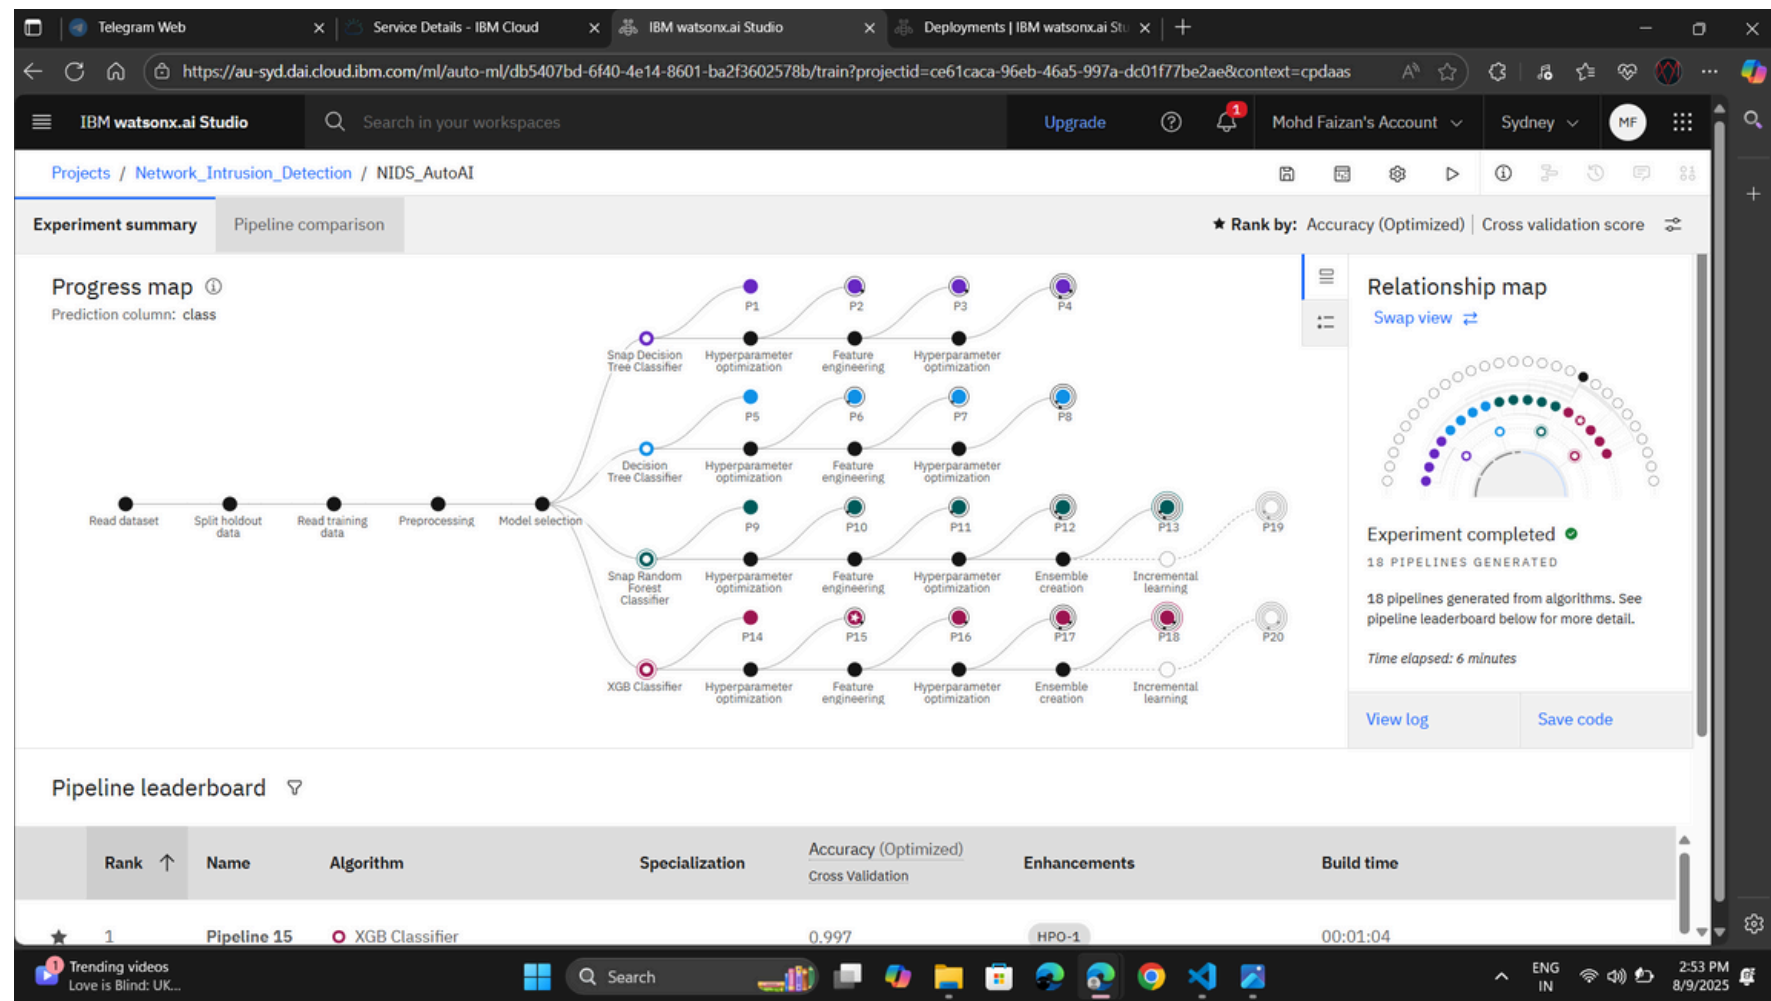 Telegram Web
Service Details - IBM Cloud
IBM watsonx.ai Studio
Deployments | IBM watsonx.ai Stu
https://au-syd.dai.cloud.ibm.com/ml/auto-ml/db5407bd-6f40-4e14-8601-ba2f3602578b/train?projectid=ce61caca-96eb-46a5-997a-dc01f77be2ae&context=cpdaas
IBM watsonx.ai Studio
Search in your workspaces
Upgrade
1
Mohd Faizan's Account
Sydney
MF
Projects / Network_Intrusion_Detection / NIDS_AutoAI
Experiment summary
Pipeline comparison
Rank by: Accuracy (Optimized) | Cross validation score
Progress map
Prediction column: class
P1 P2 P3 P4
Snap Decision Tree Classifier
Hyperparameter optimization
Feature engineering
Hyperparameter optimization
P5 P6 P7 P8
Decision Tree Classifier
Hyperparameter optimization
Feature engineering
Hyperparameter optimization
Read dataset
Split holdout data
Read training data
Preprocessing
Model selection
P9 P10 P11 P12 P13 P19
Snap Random Forest Classifier
Hyperparameter optimization
Feature engineering
Hyperparameter optimization
Ensemble creation
Incremental learning
P14 P15 P16 P17 P18 P20
XGB Classifier
Hyperparameter optimization
Feature engineering
Hyperparameter optimization
Ensemble creation
Incremental learning
Relationship map
Swap view
Experiment completed
18 PIPELINES GENERATED
18 pipelines generated from algorithms. See
pipeline leaderboard below for more detail.
Time elapsed: 6 minutes
View log
Save code
Pipeline leaderboard
Rank
Name
Algorithm
Specialization
Accuracy (Optimized)
Cross Validation
Enhancements
Build time
1
Pipeline 15
XGB Classifier
0.997
HPO-1
00:01:04
1
Trending videos
Love is Blind: UK...
Search
ENG
IN
2:53 PM
8/9/2025